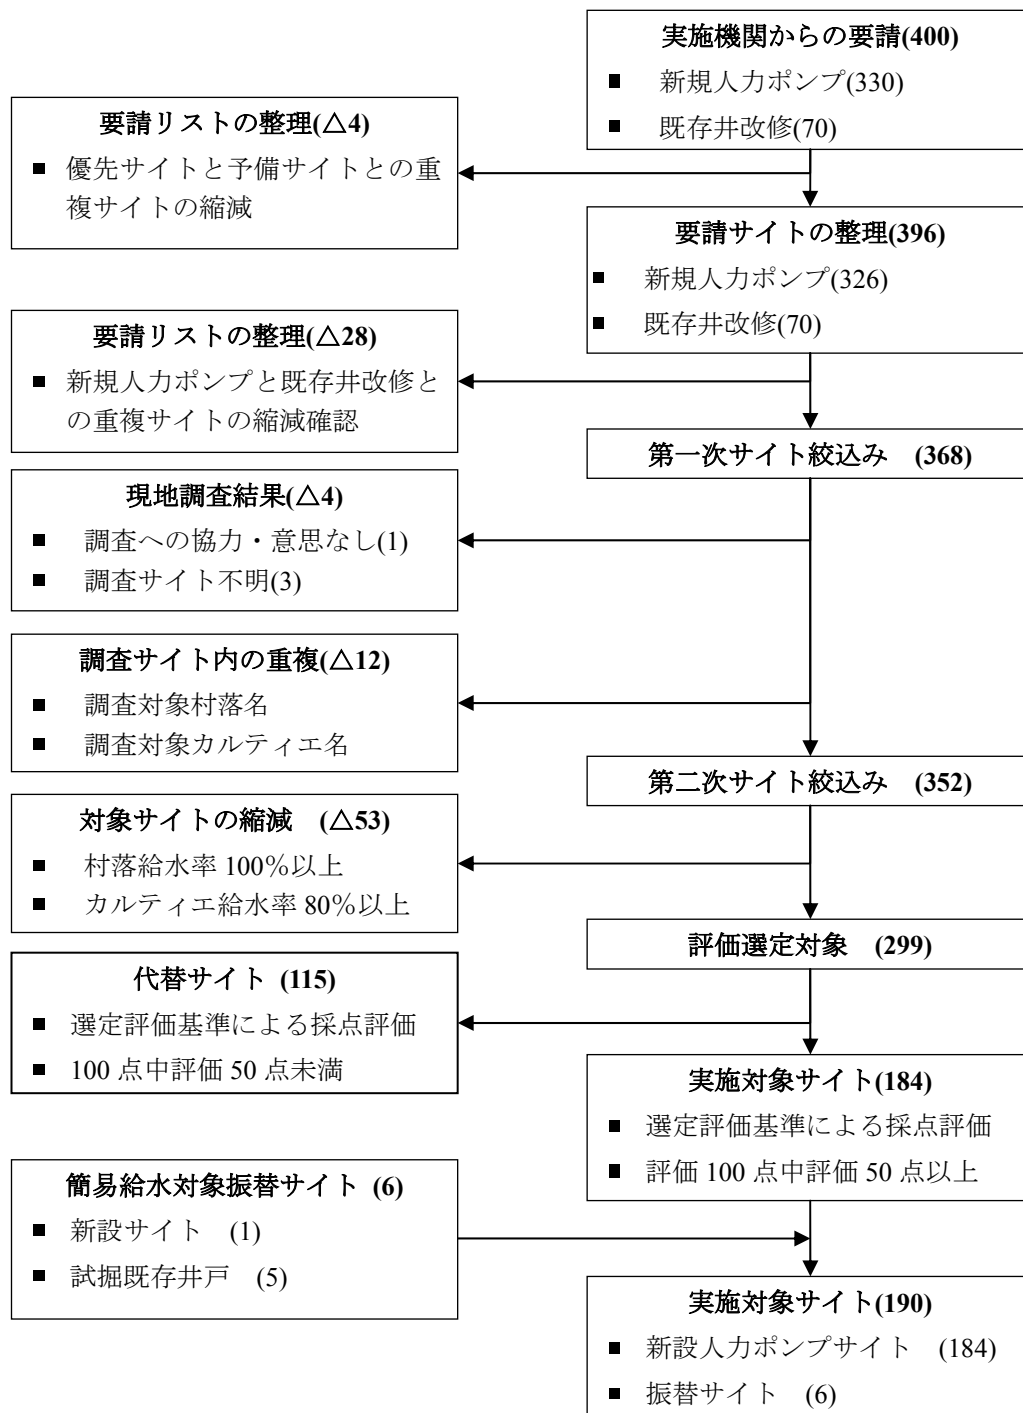 実施機関からの要請(400)
■ 新規人力ポンプ(330)
■ 既存井改修(70)
要請リストの整理(△4)
■ 優先サイトと予備サイトとの重
複サイトの縮減
要請サイトの整理(396)
■ 新規人力ポンプ(326)
■ 既存井改修(70)
要請リストの整理(△28)
■ 新規人力ポンプと既存井改修と
の重複サイトの縮減確認
第一次サイト絞込み (368)
現地調査結果(△4)
■ 調査への協力・意思なし(1)
■ 調査サイト不明(3)
調査サイト内の重複(△12)
■ 調査対象村落名
■ 調査対象カルティエ名
第二次サイト絞込み (352)
対象サイトの縮減 (△53)
■ 村落給水率 100%以上
■ カルティエ給水率 80%以上
評価選定対象 (299)
代替サイト (115)
■ 選定評価基準による採点評価
■ 100 点中評価 50 点未満
実施対象サイト(184)
■ 選定評価基準による採点評価
■ 評価 100 点中評価 50 点以上
簡易給水対象振替サイト (6)
■ 新設サイト (1)
■ 試掘既存井戸 (5)
実施対象サイト(190)
■ 新設人力ポンプサイト (184)
■ 振替サイト (6)